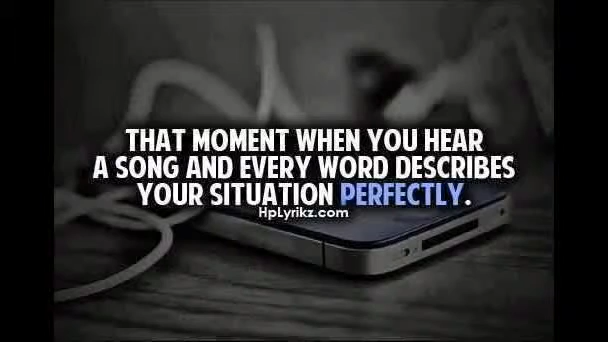 THAT MOMENT WHEN YOU HEAR
A SONG AND EVERY WORD DESCRIBES
YOUR SITUATION PERFECTLY.
HpLyrikz.com